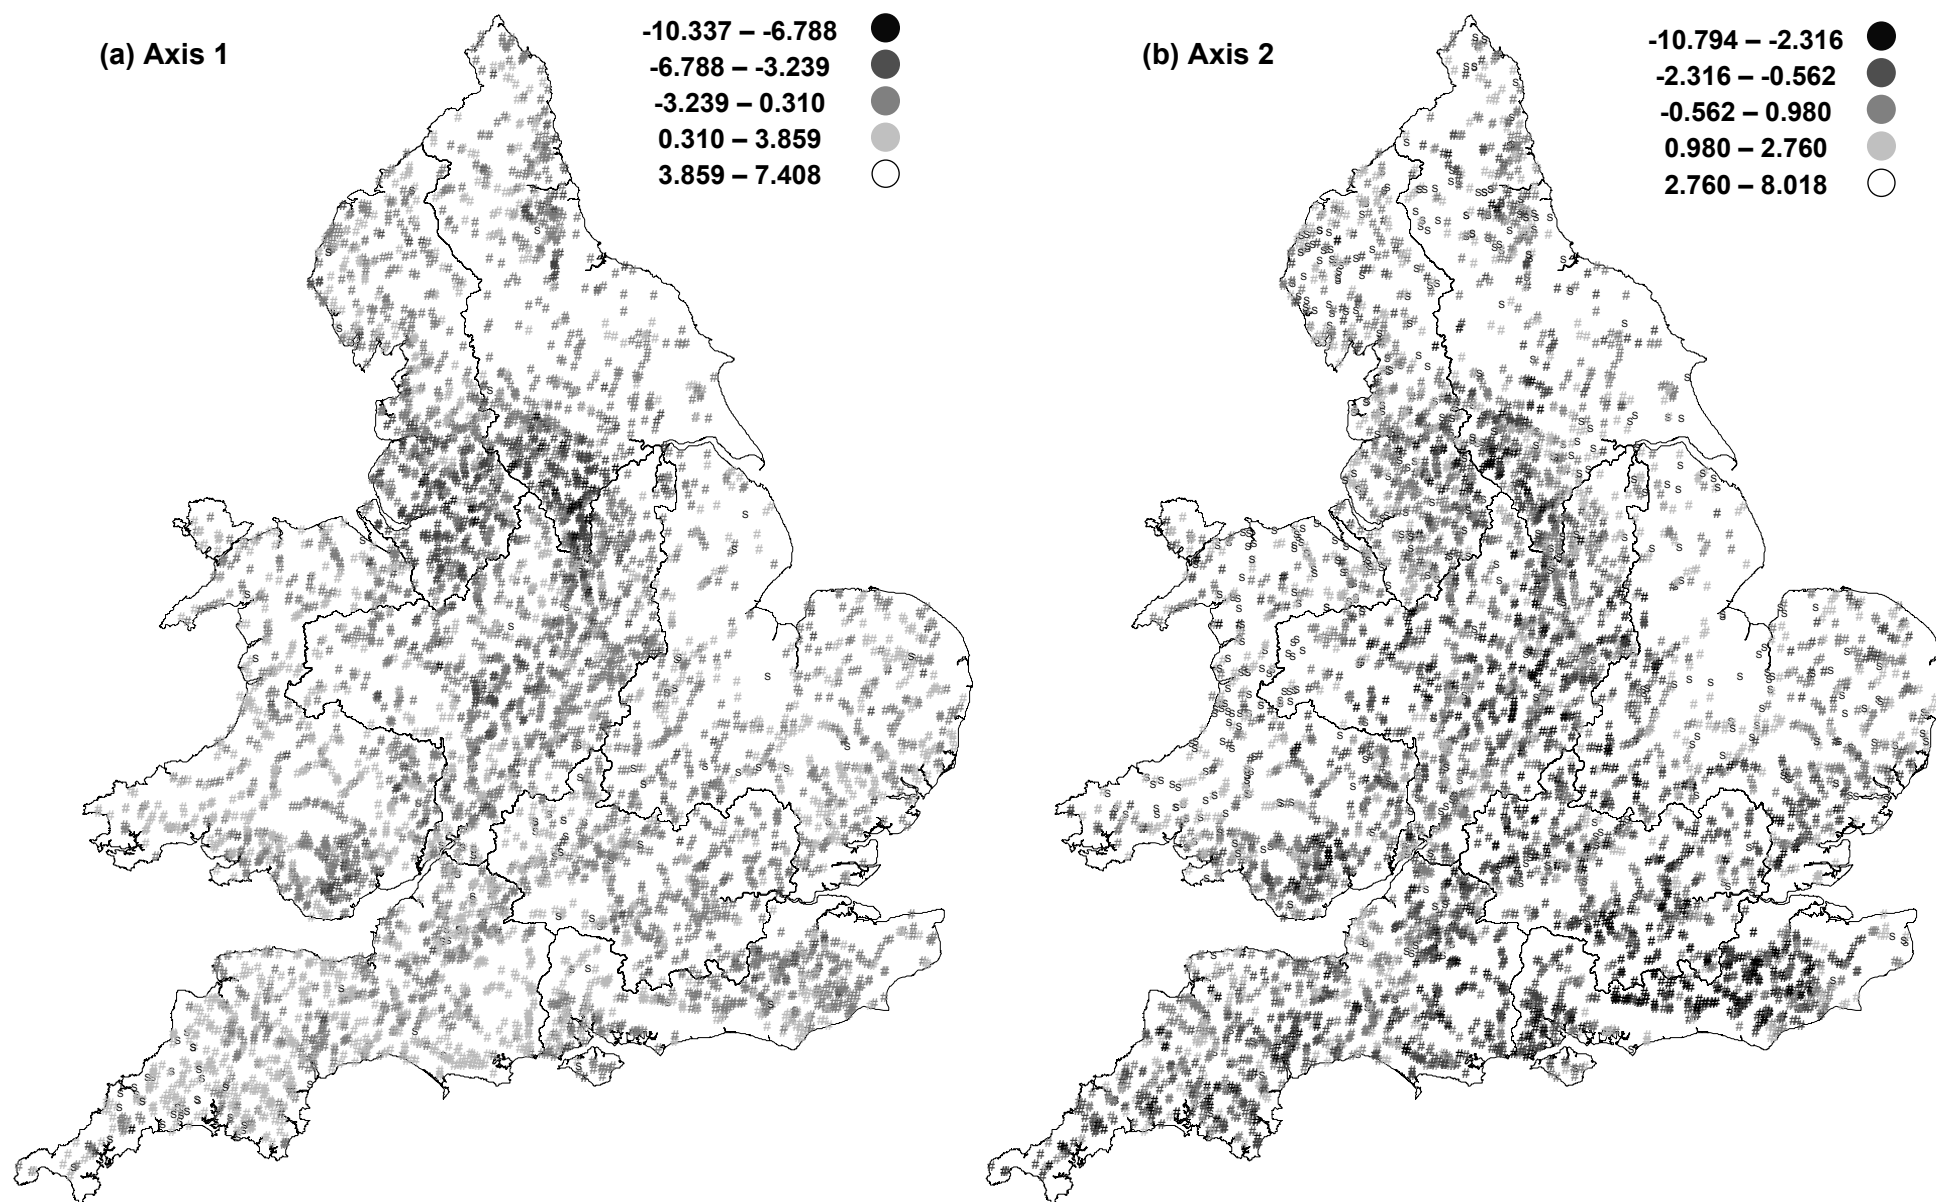 (a) Axis 1
-10.337 – -6.788
-6.788 – -3.239
-3.239 – 0.310
0.310 – 3.859
3.859 – 7.408
(b) Axis 2
-10.794 – -2.316
-2.316 – -0.562
-0.562 – 0.980
0.980 – 2.760
2.760 – 8.018